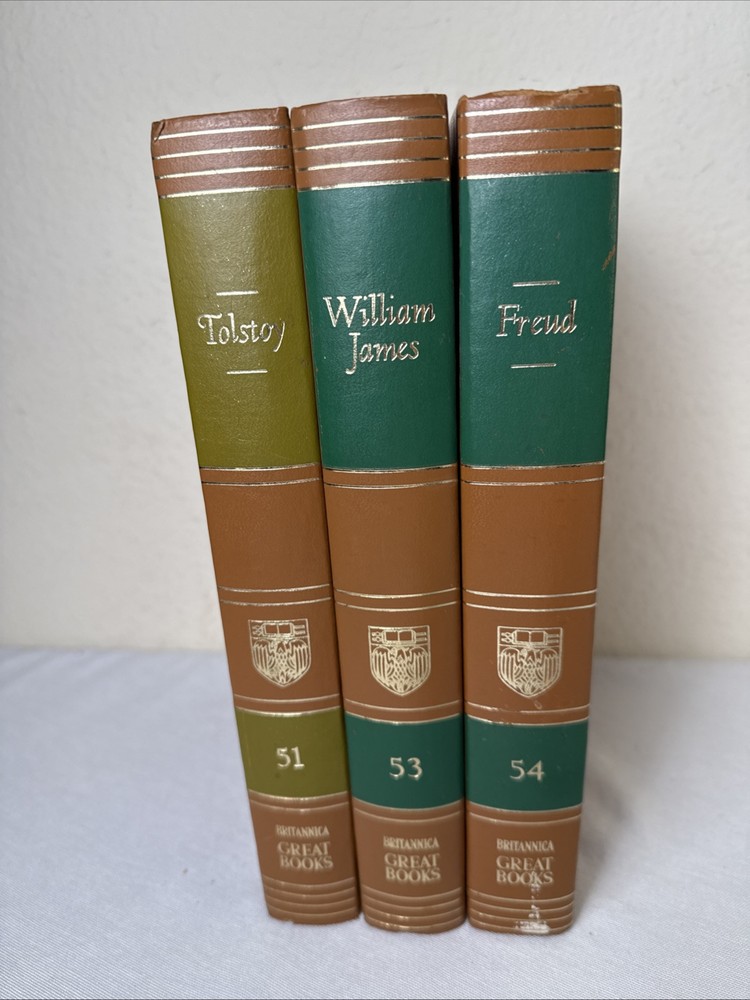 Tolstoy
51
BRITANNICA
GREAT
BOOKS
William
James
53
BRITANNICA
GREAT
BOOKS
Freud
54
BRITANNICA
GREAT
BOOKS